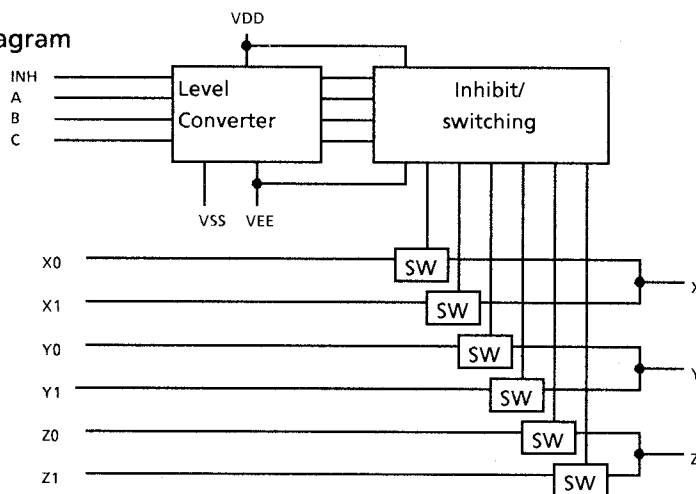 agram
VDD
INH
A
B
C
Level
Converter
Inhibit/
switching
VSS VEE
X0
SW
X
X1
SW
Y0
SW
Y
Y1
SW
Z0
SW
Z
Z1
SW